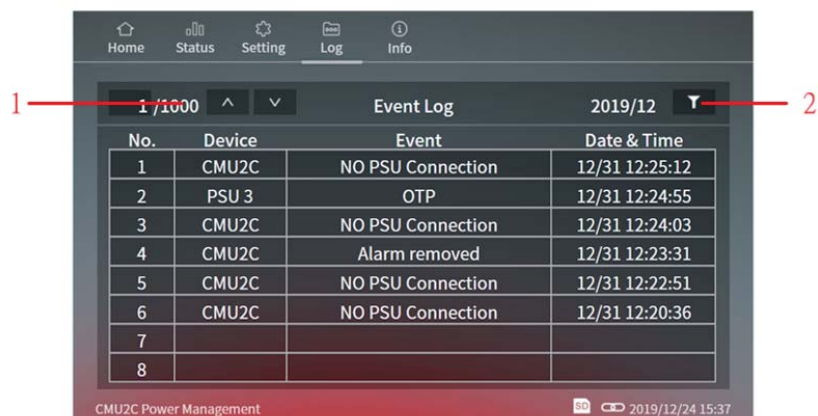 Home Status Setting Log Info
1 1 /1000 Event Log 2019/12 2
No. Device Event Date & Time
1 CMU2C NO PSU Connection 12/31 12:25:12
2 PSU 3 OTP 12/31 12:24:55
3 CMU2C NO PSU Connection 12/31 12:24:03
4 CMU2C Alarm removed 12/31 12:23:31
5 CMU2C NO PSU Connection 12/31 12:22:51
6 CMU2C NO PSU Connection 12/31 12:20:36
7
8
CMU2C Power Management SD 2019/12/24 15:37